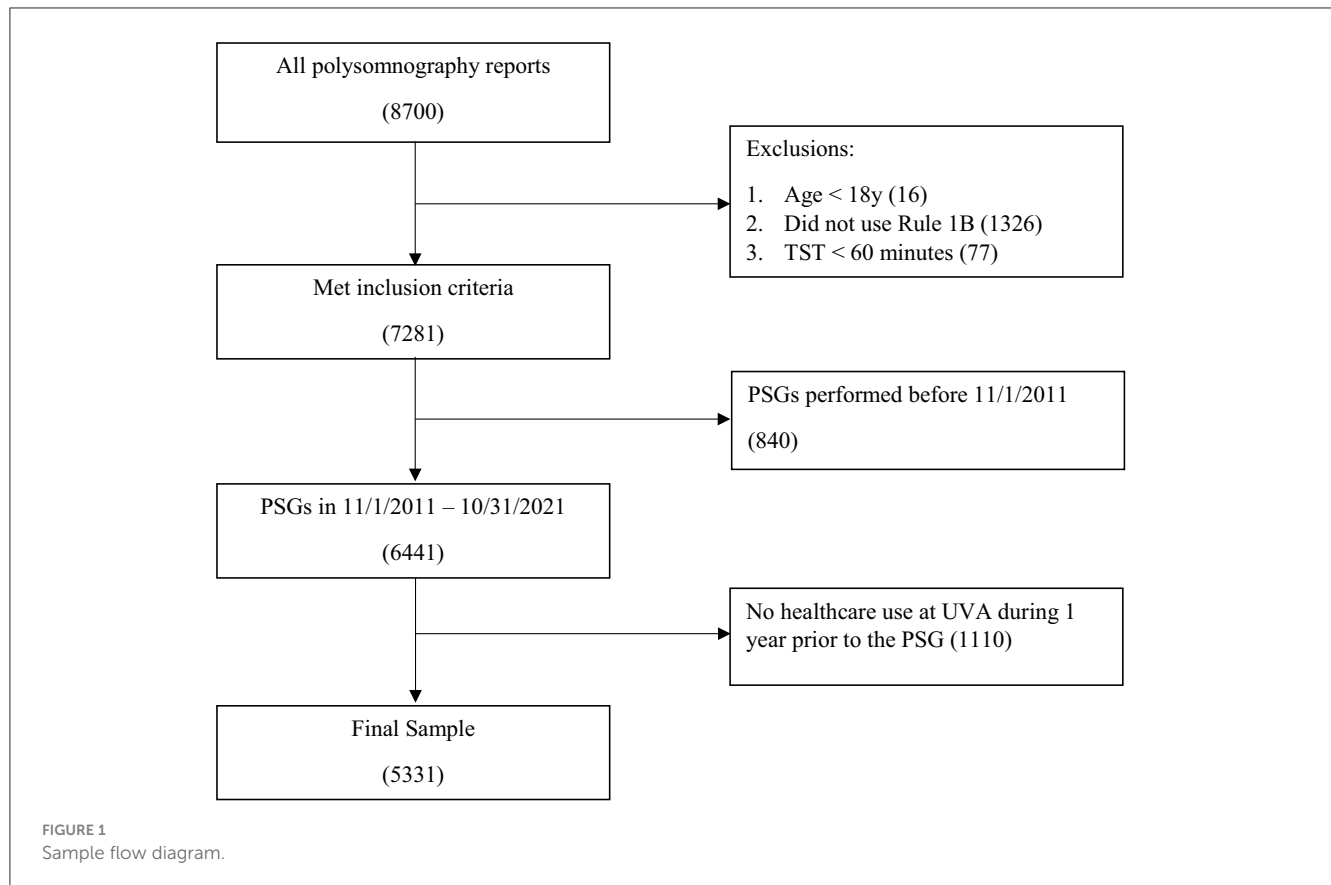 All polysomnography reports
(8700)
Exclusions:
1. Age < 18y (16)
2. Did not use Rule 1B (1326)
3. TST < 60 minutes (77)
Met inclusion criteria
(7281)
PSGs performed before 11/1/2011
(840)
PSGs in 11/1/2011 – 10/31/2021
(6441)
No healthcare use at UVA during 1
year prior to the PSG (1110)
Final Sample
(5331)
FIGURE 1
Sample flow diagram.